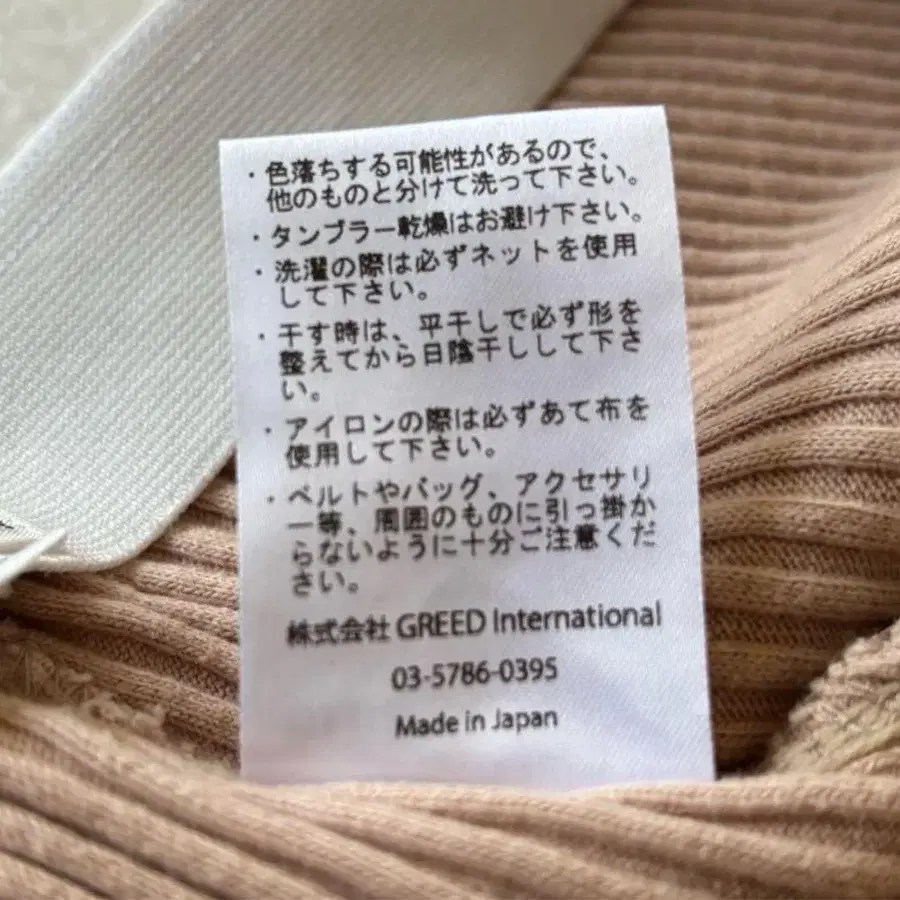 ・色落ちする可能性があるので、
他のものと分けて洗って下さい。
・タンブラー乾燥はお避け下さい。
・洗濯の際は必ずネットを使用
して下さい。
・干す時は、平干しで必ず形を
整えてから日陰干しして下さ
い。
・アイロンの際は必ずあて布を
使用して下さい。
・ベルトやバッグ、アクセサリ
ー等、周囲のものに引っ掛か
らないように十分ご注意くだ
さい。
株式会社 GREED International
03-5786-0395
Made in Japan